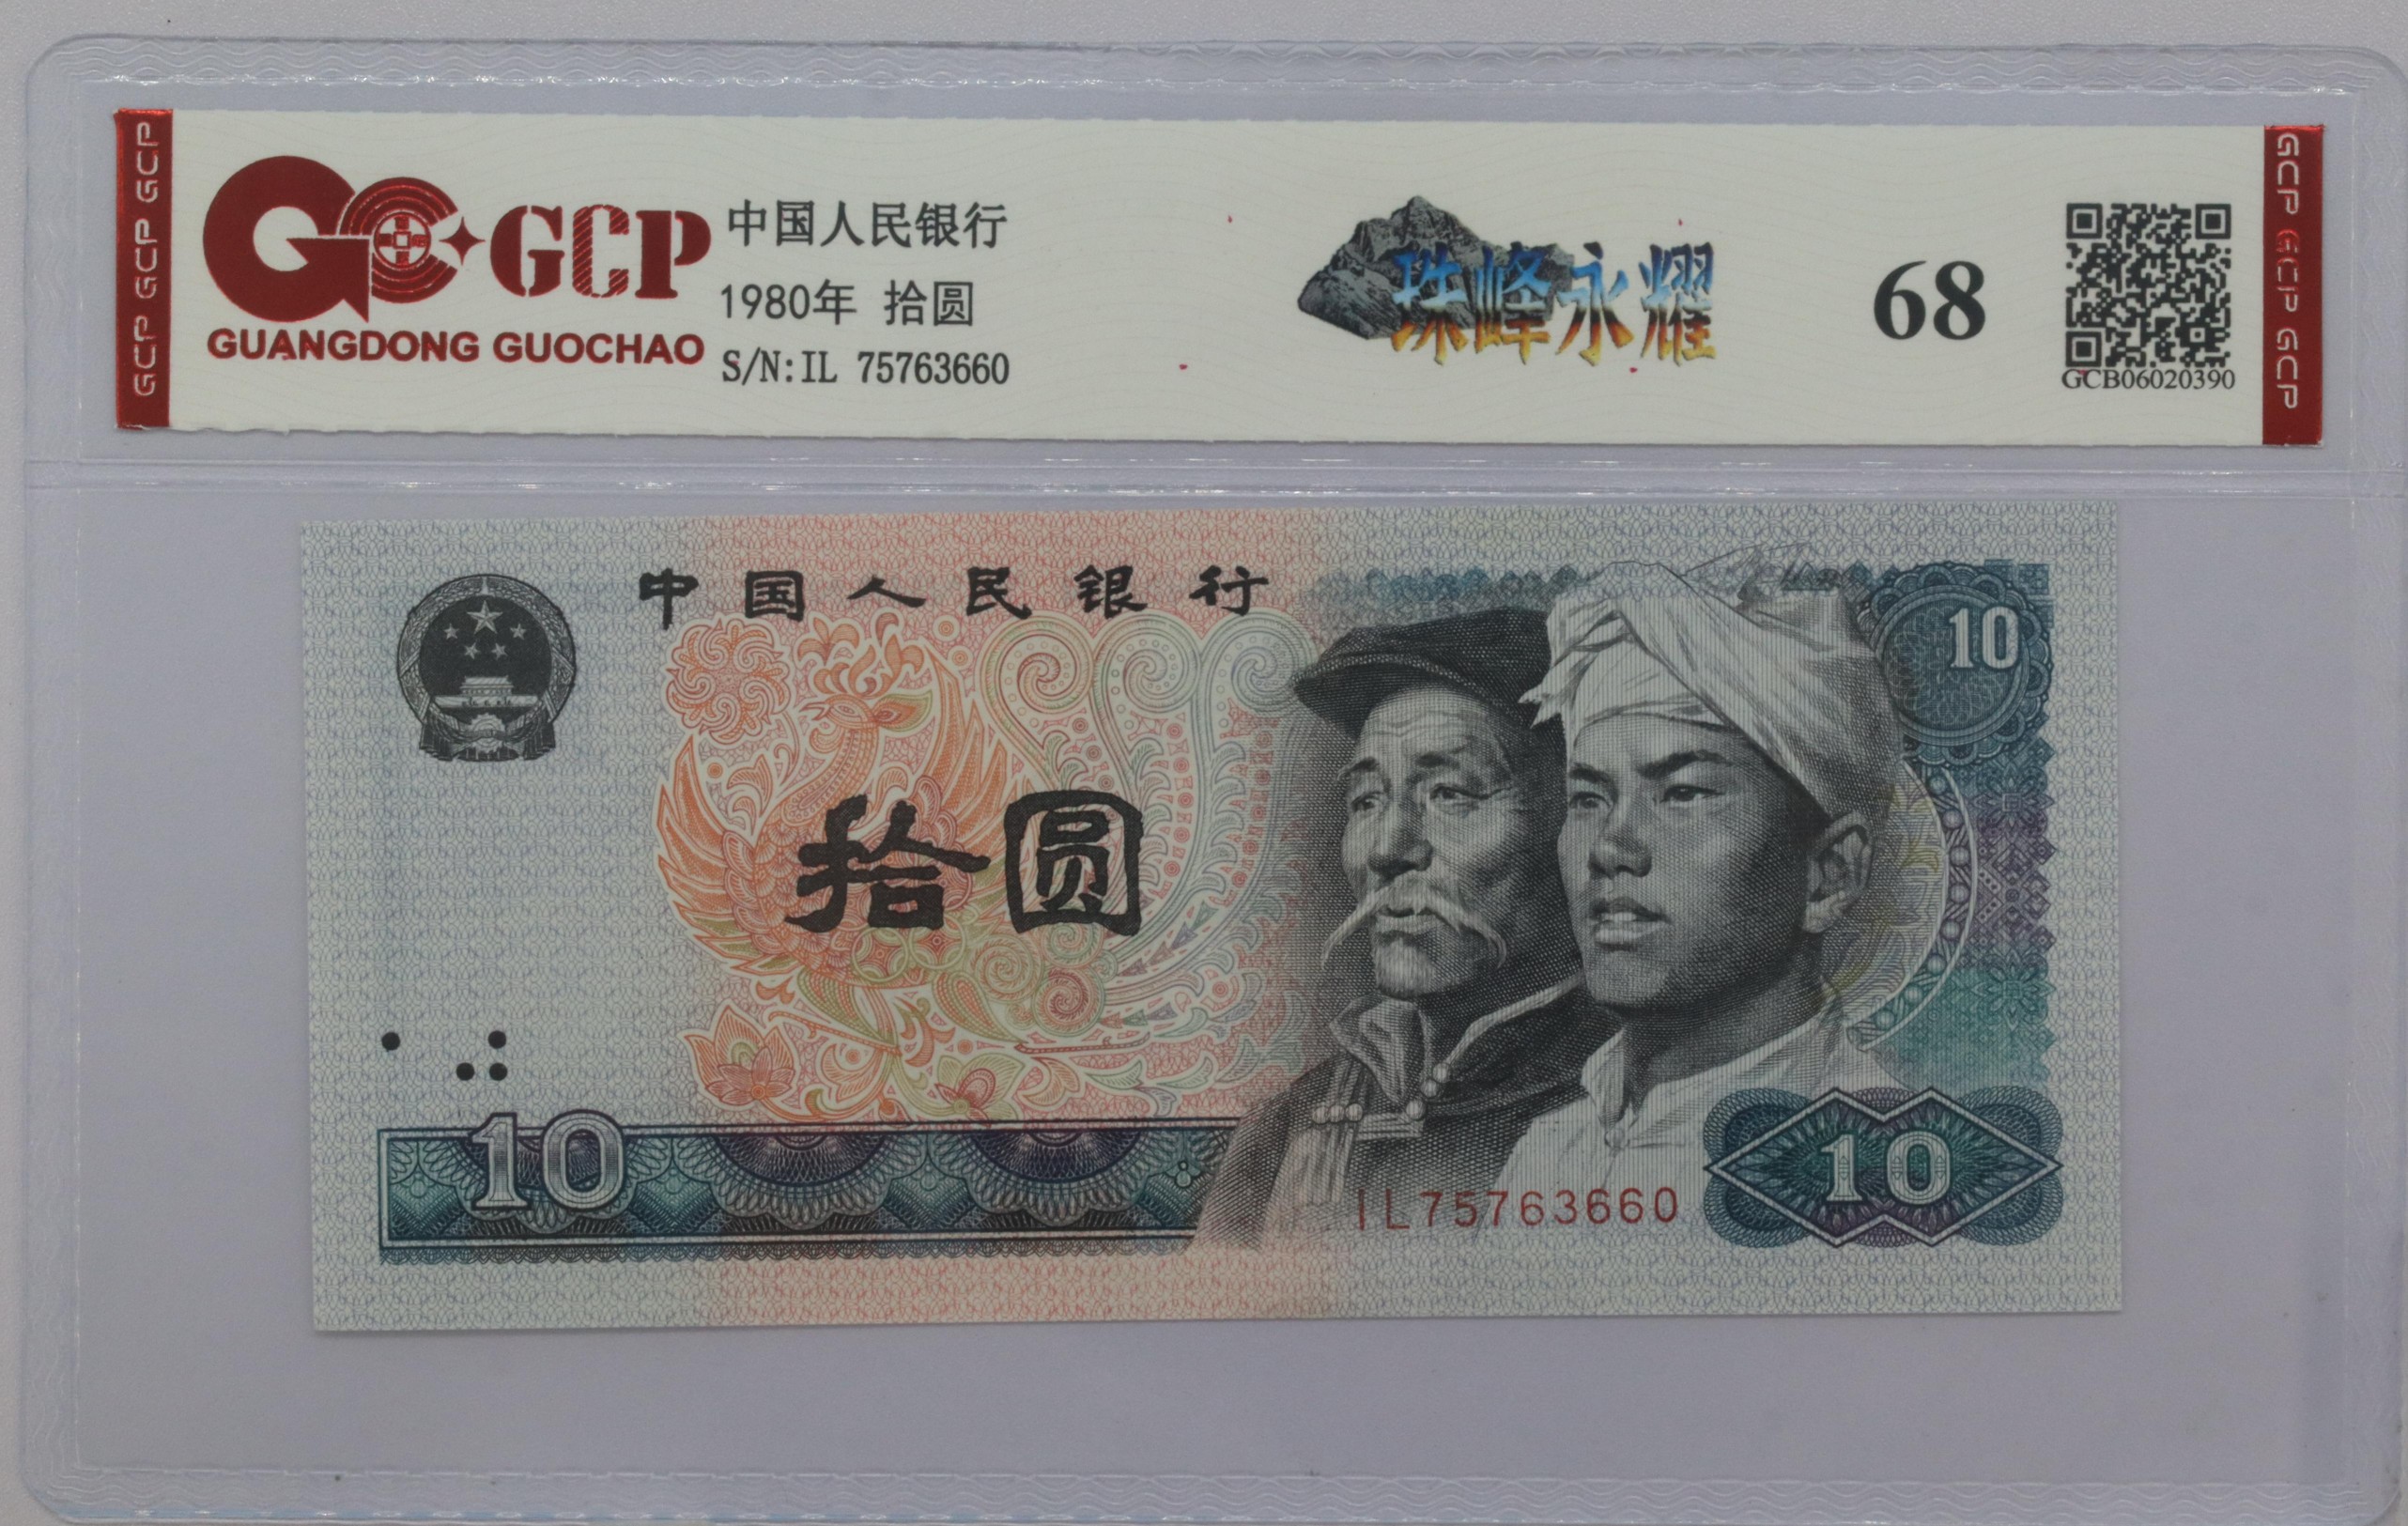 GCP GCP GCP
GCP
GUANGDONG GUOCHAO
中国人民银行
1980年 拾圆
S/N:IL 75763660
珠峰永耀
68
GCB06020390
GCP GCP GCP
中国人民银行
10
拾圆
10
IL75763660
10